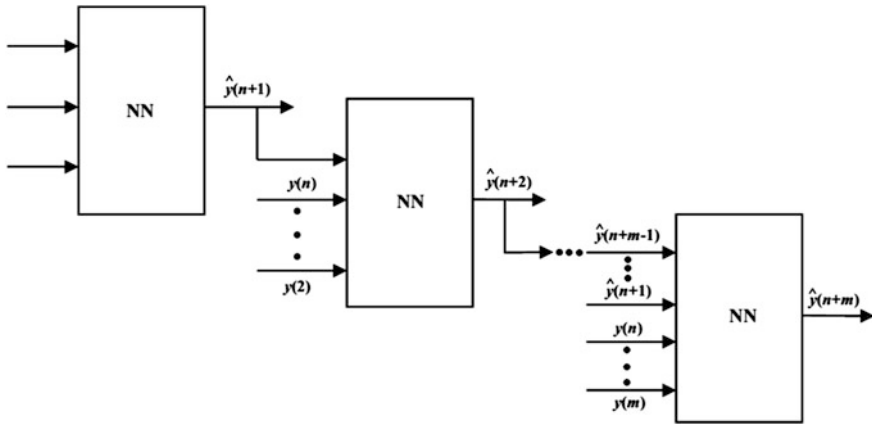 NN
ŷ(n+1)
y(n)
y(2)
NN
ŷ(n+2)
ŷ(n+m-1)
ŷ(n+1)
y(n)
y(m)
NN
ŷ(n+m)